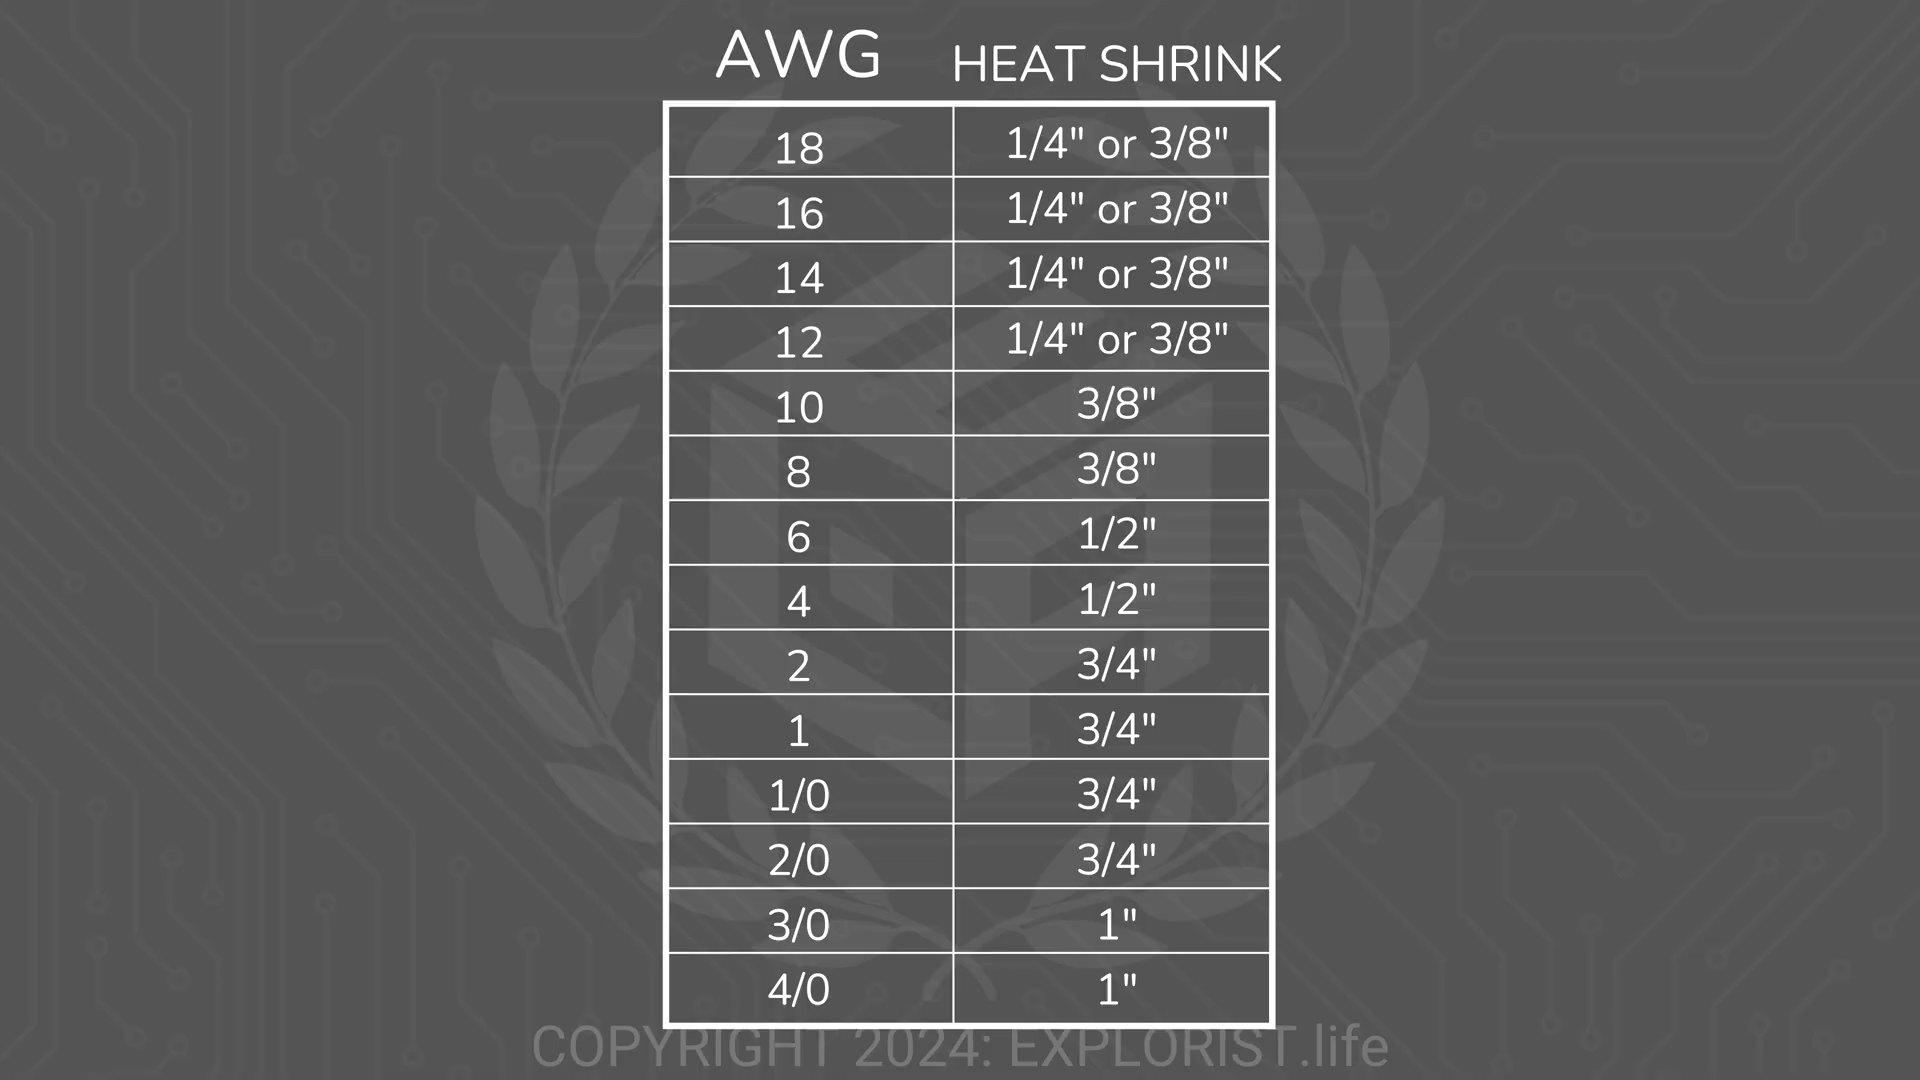 AWG HEAT SHRINK
18 1/4" or 3/8"
16 1/4" or 3/8"
14 1/4" or 3/8"
12 1/4" or 3/8"
10 3/8"
8 3/8"
6 1/2"
4 1/2"
2 3/4"
1 3/4"
1/0 3/4"
2/0 3/4"
3/0 1"
4/0 1"
COPYRIGHT 2024: EXPLORIST.life